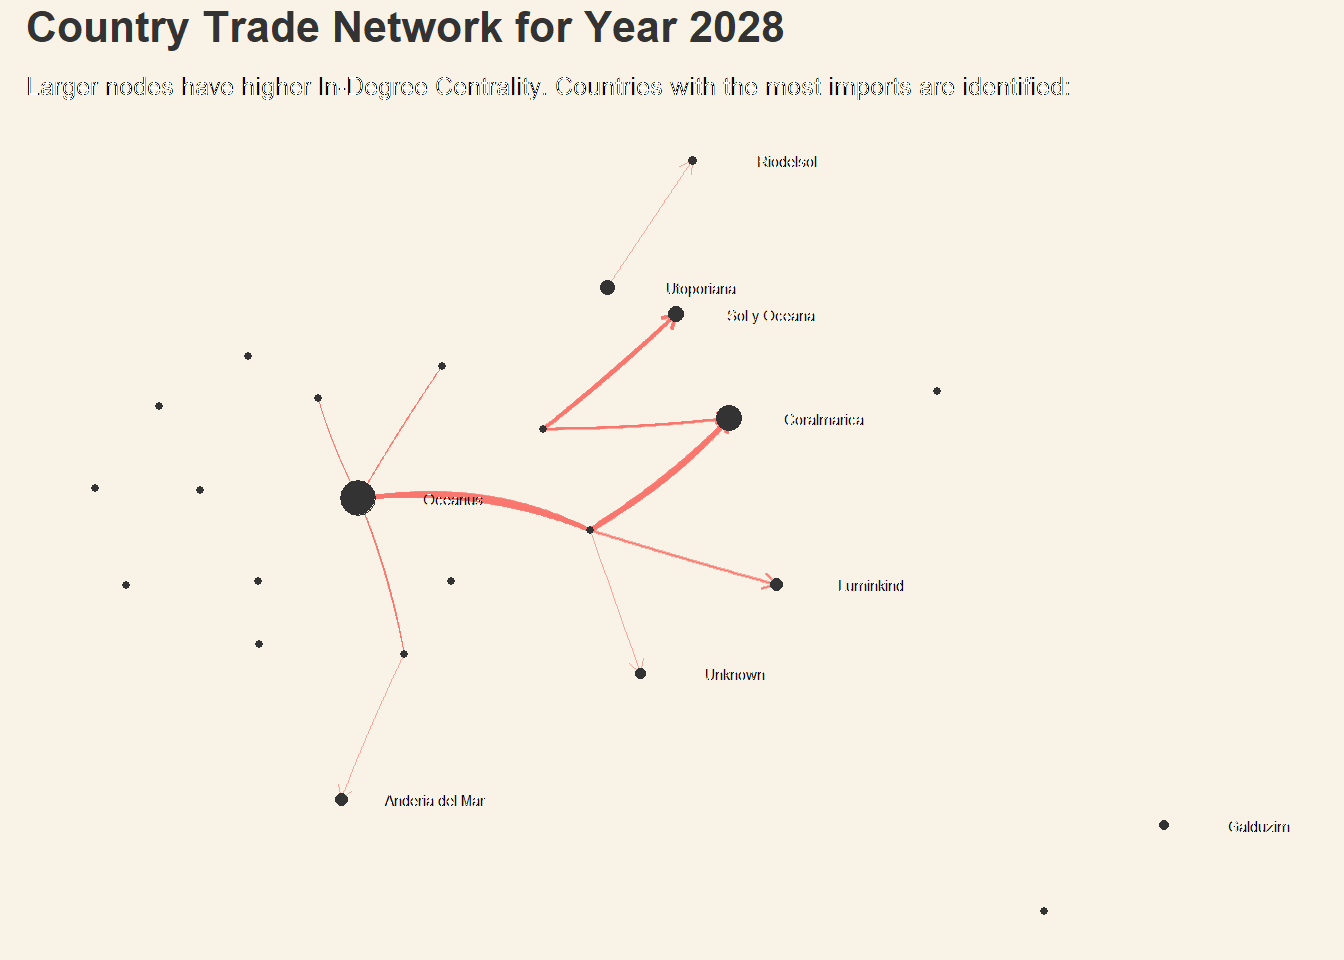 Country Trade Network for Year 2028
Larger nodes have higher In-Degree Centrality. Countries with the most imports are identified:
Riodelsol
Utoporiana
Sol y Oceana
Coralmarica
Oceanus
Luminkind
Unknown
Anderia del Mar
Galduzim